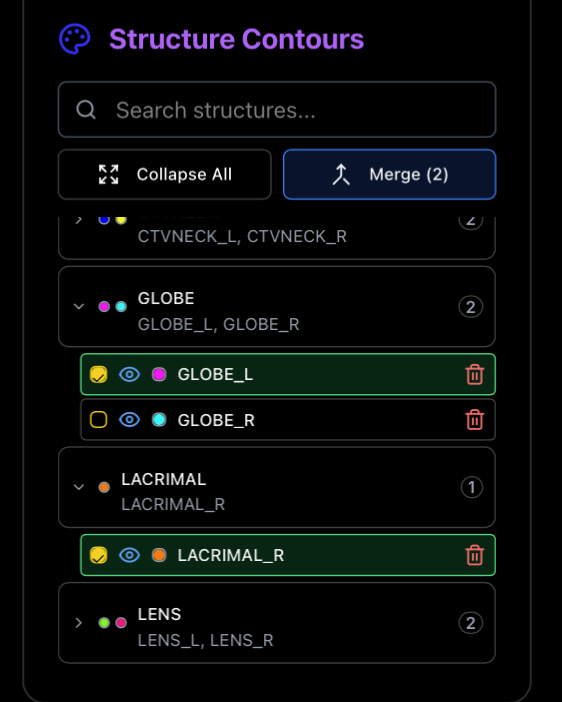 Structure Contours
Search structures...
Collapse All
Merge (2)
2
CTVNECK_L, CTVNECK_R
GLOBE
2
GLOBE_L, GLOBE_R
GLOBE_L
GLOBE_R
LACRIMAL
1
LACRIMAL_R
LACRIMAL_R
LENS
2
LENS_L, LENS_R